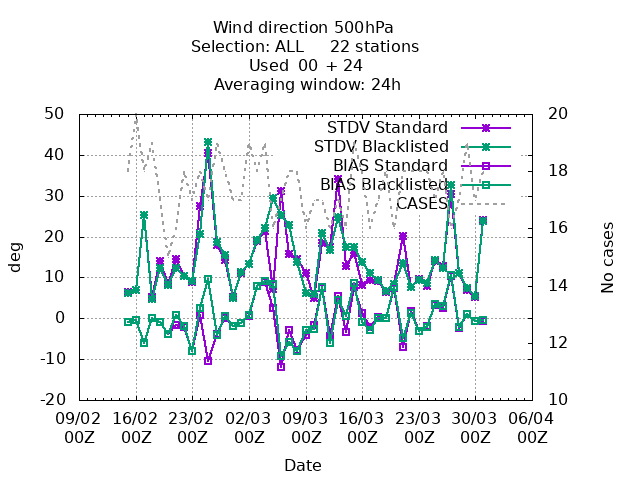 Wind direction 500hPa
Selection: ALL 22 stations
Used 00 + 24
Averaging window: 24h
50 20
STDV Standard
STDV Blacklisted
40 18
BIAS Standard
BIAS Blacklisted
30
CASES
20 16
deg
No cases
10 14
0
-10 12
-20 10
09/02 16/02 23/02 02/03 09/03 16/03 23/03 30/03 06/04
00Z 00Z 00Z 00Z 00Z 00Z 00Z 00Z 00Z
Date